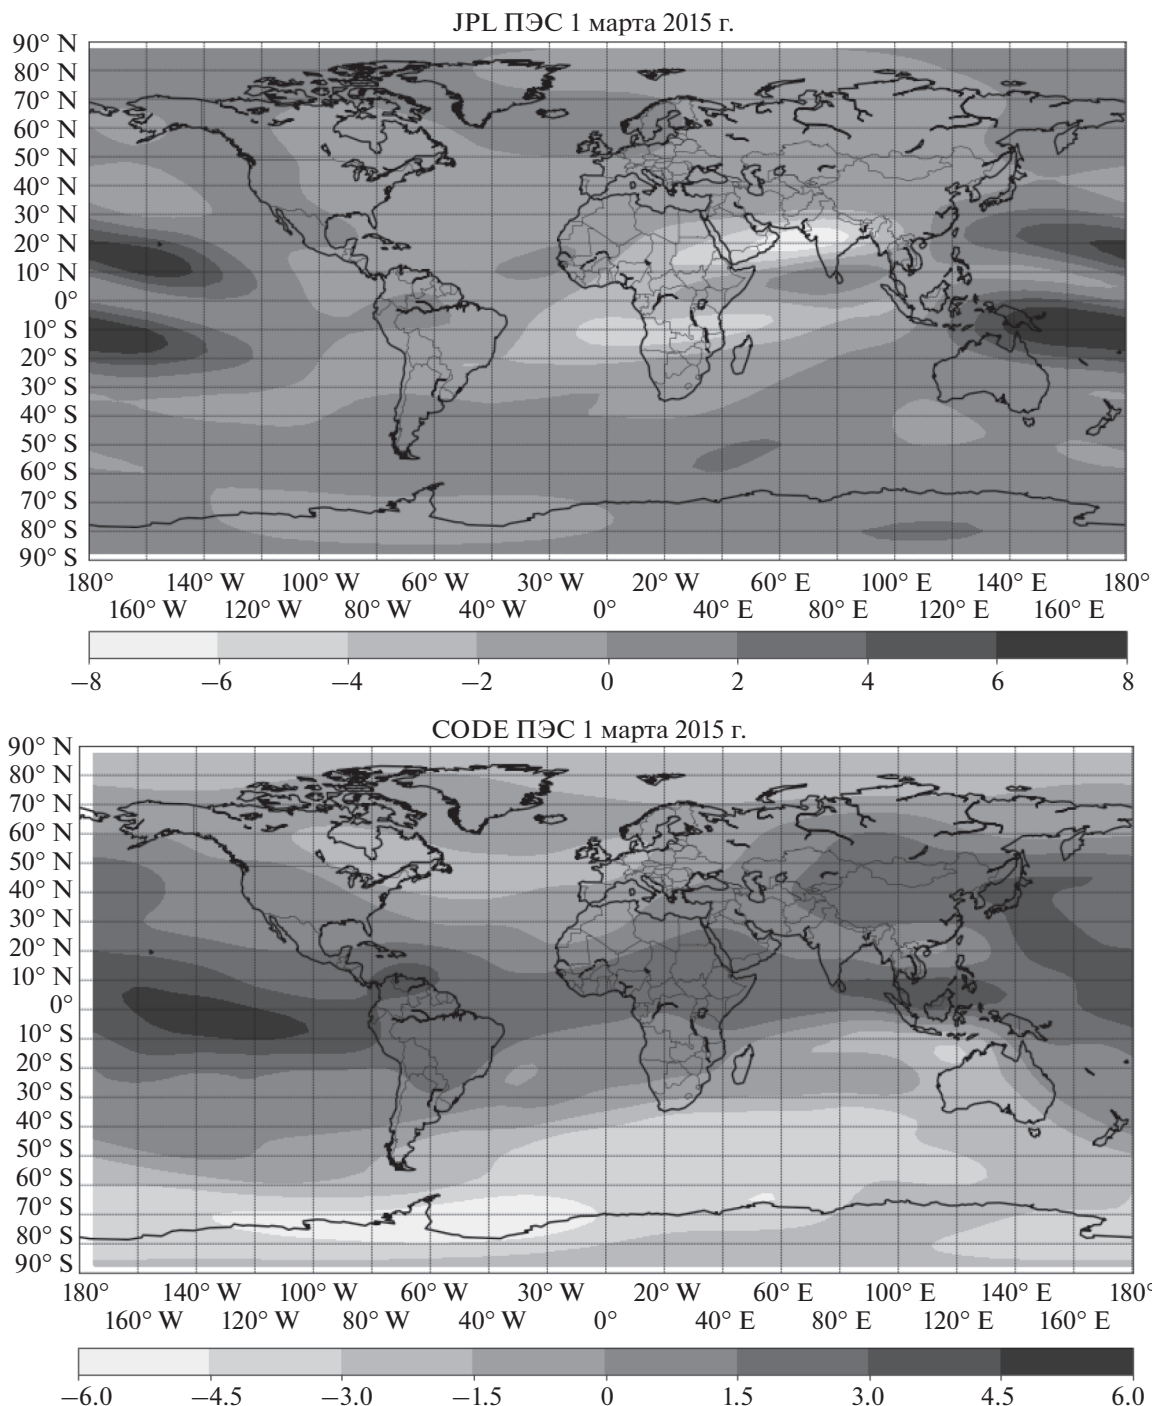 JPL ПЭС 1 марта 2015 г.
90° N
80° N
70° N
60° N
50° N
40° N
30° N
20° N
10° N
0°
10° S
20° S
30° S
40° S
50° S
60° S
70° S
80° S
90° S
180° 140° W 100° W 60° W 30° W 20° W 60° E 100° E 140° E 180°
160° W 120° W 80° W 40° W 0° 40° E 80° E 120° E 160° E
−8 −6 −4 −2 0 2 4 6 8
CODE ПЭС 1 марта 2015 г.
90° N
80° N
70° N
60° N
50° N
40° N
30° N
20° N
10° N
0°
10° S
20° S
30° S
40° S
50° S
60° S
70° S
80° S
90° S
180° 140° W 100° W 60° W 30° W 20° W 60° E 100° E 140° E 180°
160° W 120° W 80° W 40° W 0° 40° E 80° E 120° E 160° E
−6.0 −4.5 −3.0 −1.5 0 1.5 3.0 4.5 6.0